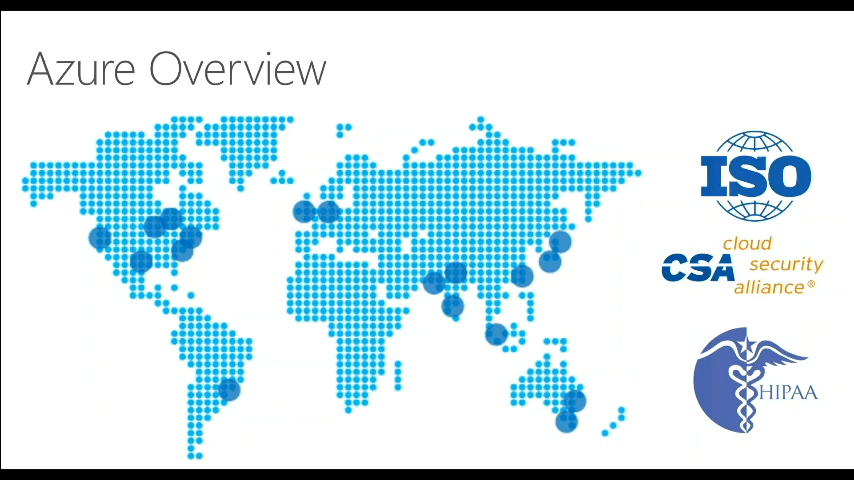 Azure Overview
ISO
CSA cloud
security
alliance®
HIPAA